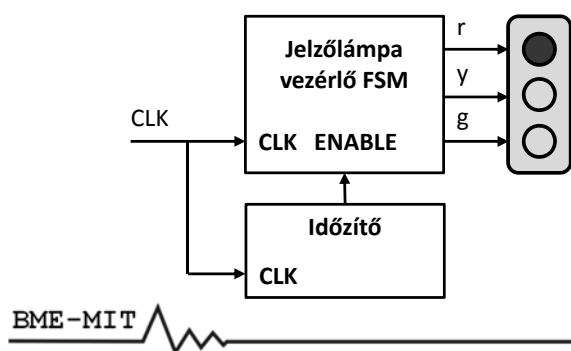 Jelzőlámpa
vezérlő FSM
r
y
g
CLK
CLK ENABLE
Időzítő
CLK
BME-MIT